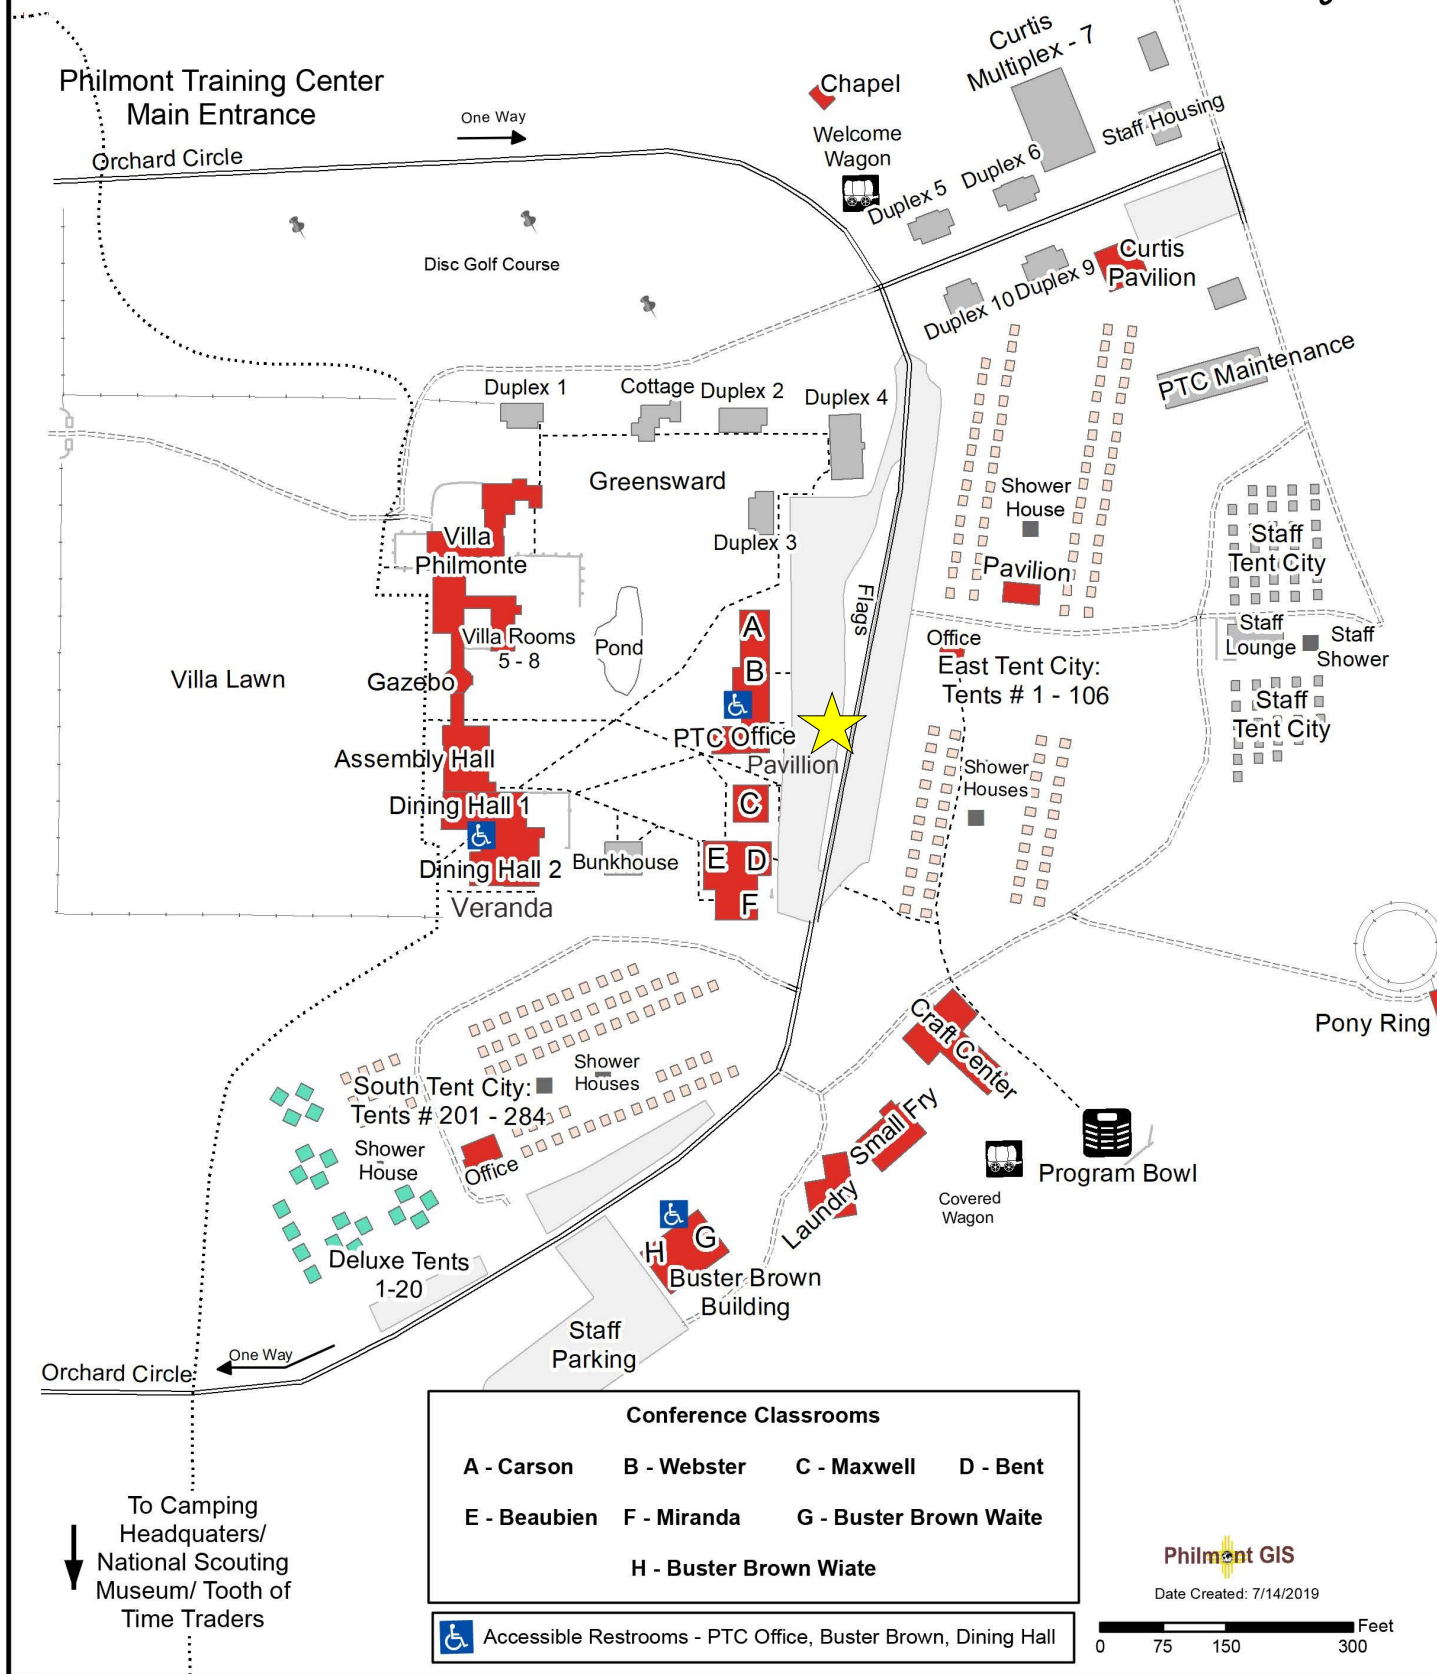 Philmont Training Center
Main Entrance
One Way
Orchard Circle
Chapel
Welcome
Wagon
Curtis
Multiplex - 7
Staff Housing
Duplex 5
Duplex 6
Disc Golf Course
Curtis
Pavilion
Duplex 10
Duplex 9
PTC Maintenance
Duplex 1
Cottage
Duplex 2
Duplex 4
Greensward
Duplex 3
Shower
House
Pavilion
Staff
Tent City
Villa
Philmonte
Villa Rooms
5 - 8
Pond
Flags
A
B
Office
East Tent City:
Tents # 1 - 106
Staff
Lounge
Staff
Shower
Staff
Tent City
Villa Lawn
Gazebo
PTC Office
Pavillion
Assembly Hall
Shower
Houses
Dining Hall 1
C
Dining Hall 2
Bunkhouse
E
D
F
Veranda
Pony Ring
Craft Center
Shower
Houses
South Tent City:
Tents # 201 - 284
Shower
House
Office
Small Fry
Laundry
Covered
Wagon
Program Bowl
Deluxe Tents
1-20
H
G
Buster Brown
Building
Staff
Parking
One Way
Orchard Circle
To Camping
Headquaters/
National Scouting
Museum/ Tooth of
Time Traders
Conference Classrooms
A - Carson B - Webster C - Maxwell D - Bent
E - Beaubien F - Miranda G - Buster Brown Waite
H - Buster Brown Wiate
Accessible Restrooms - PTC Office, Buster Brown, Dining Hall
Philmont GIS
Date Created: 7/14/2019
Feet
0 75 150 300